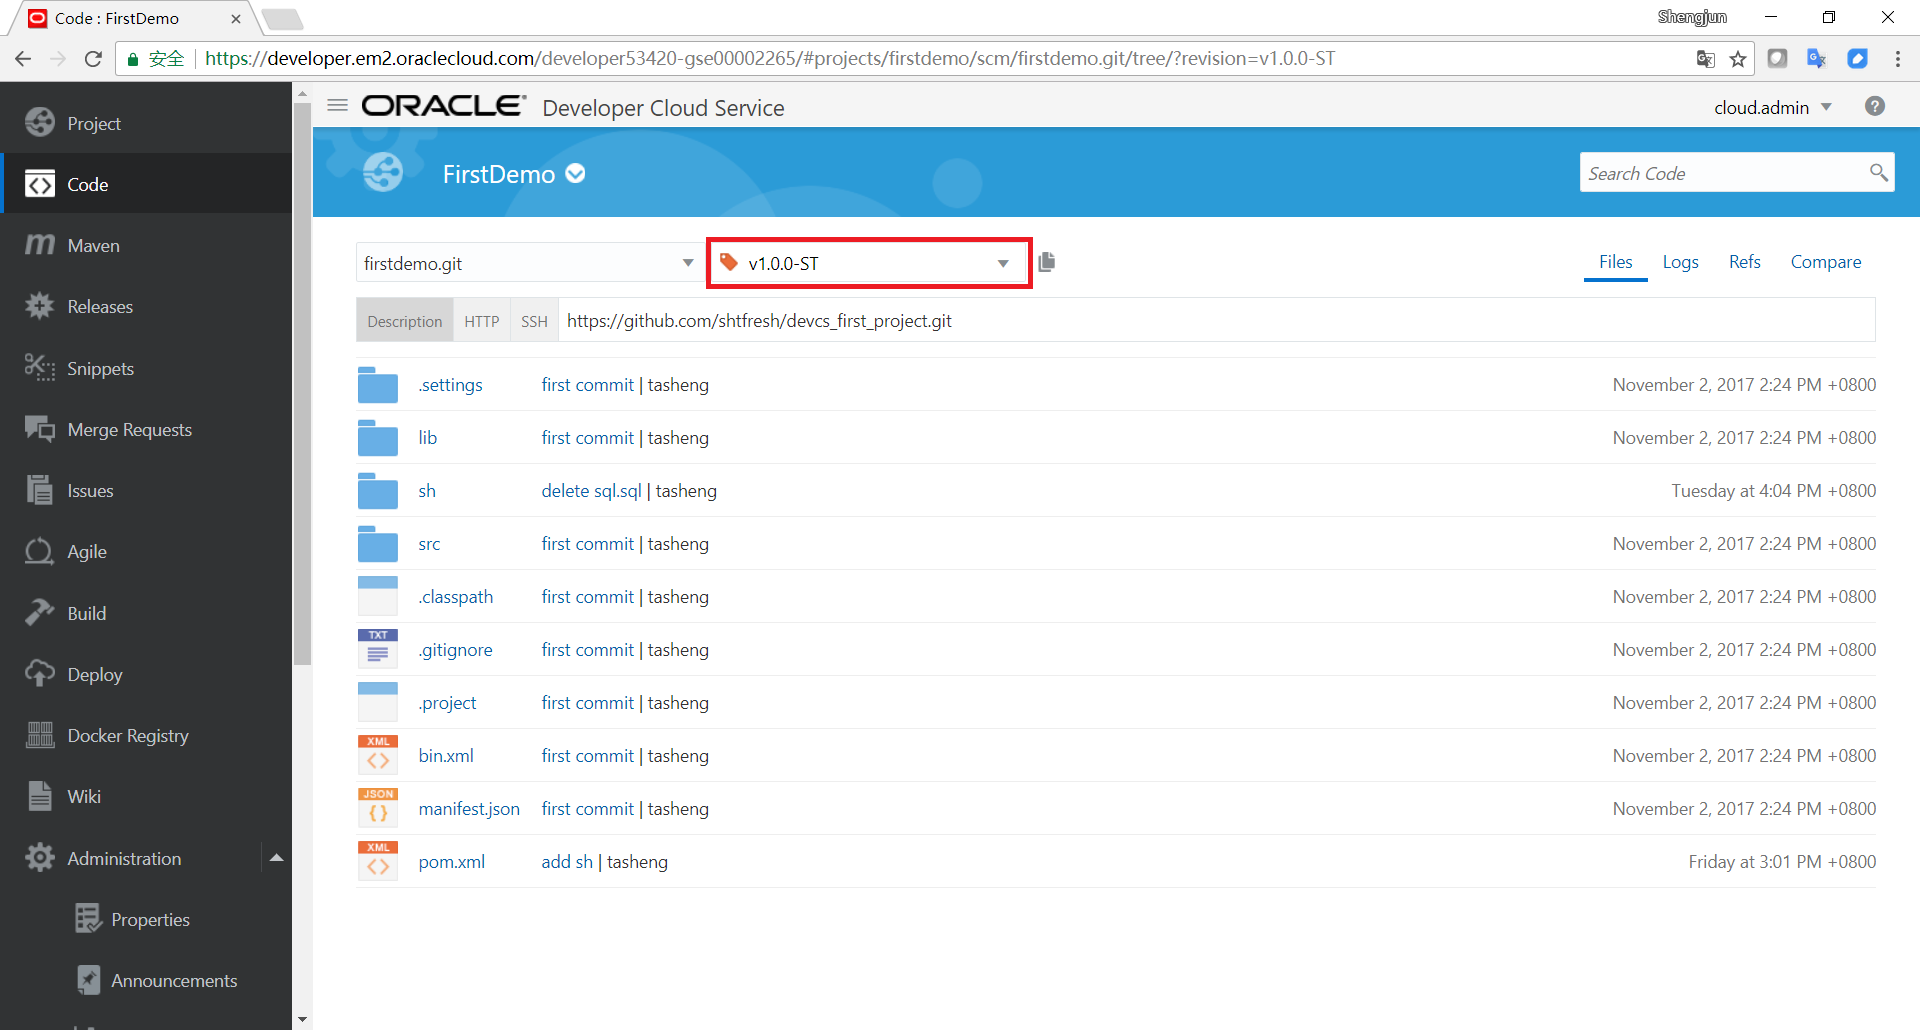 Code : FirstDemo
Shengjun
安全 https://developer.em2.oraclecloud.com/developer53420-gse00002265/#projects/firstdemo/scm/firstdemo.git/tree/?revision=v1.0.0-ST
ORACLE Developer Cloud Service
cloud.admin
FirstDemo
Search Code
Project
Code
Maven
Releases
Snippets
Merge Requests
Issues
Agile
Build
Deploy
Docker Registry
Wiki
Administration
Properties
Announcements
firstdemo.git v1.0.0-ST
Files Logs Refs Compare
Description HTTP SSH https://github.com/shtfresh/devcs_first_project.git
.settings first commit | tasheng November 2, 2017 2:24 PM +0800
lib first commit | tasheng November 2, 2017 2:24 PM +0800
sh delete sql.sql | tasheng Tuesday at 4:04 PM +0800
src first commit | tasheng November 2, 2017 2:24 PM +0800
.classpath first commit | tasheng November 2, 2017 2:24 PM +0800
TXT .gitignore first commit | tasheng November 2, 2017 2:24 PM +0800
.project first commit | tasheng November 2, 2017 2:24 PM +0800
XML bin.xml first commit | tasheng November 2, 2017 2:24 PM +0800
JSON manifest.json first commit | tasheng November 2, 2017 2:24 PM +0800
XML pom.xml add sh | tasheng Friday at 3:01 PM +0800